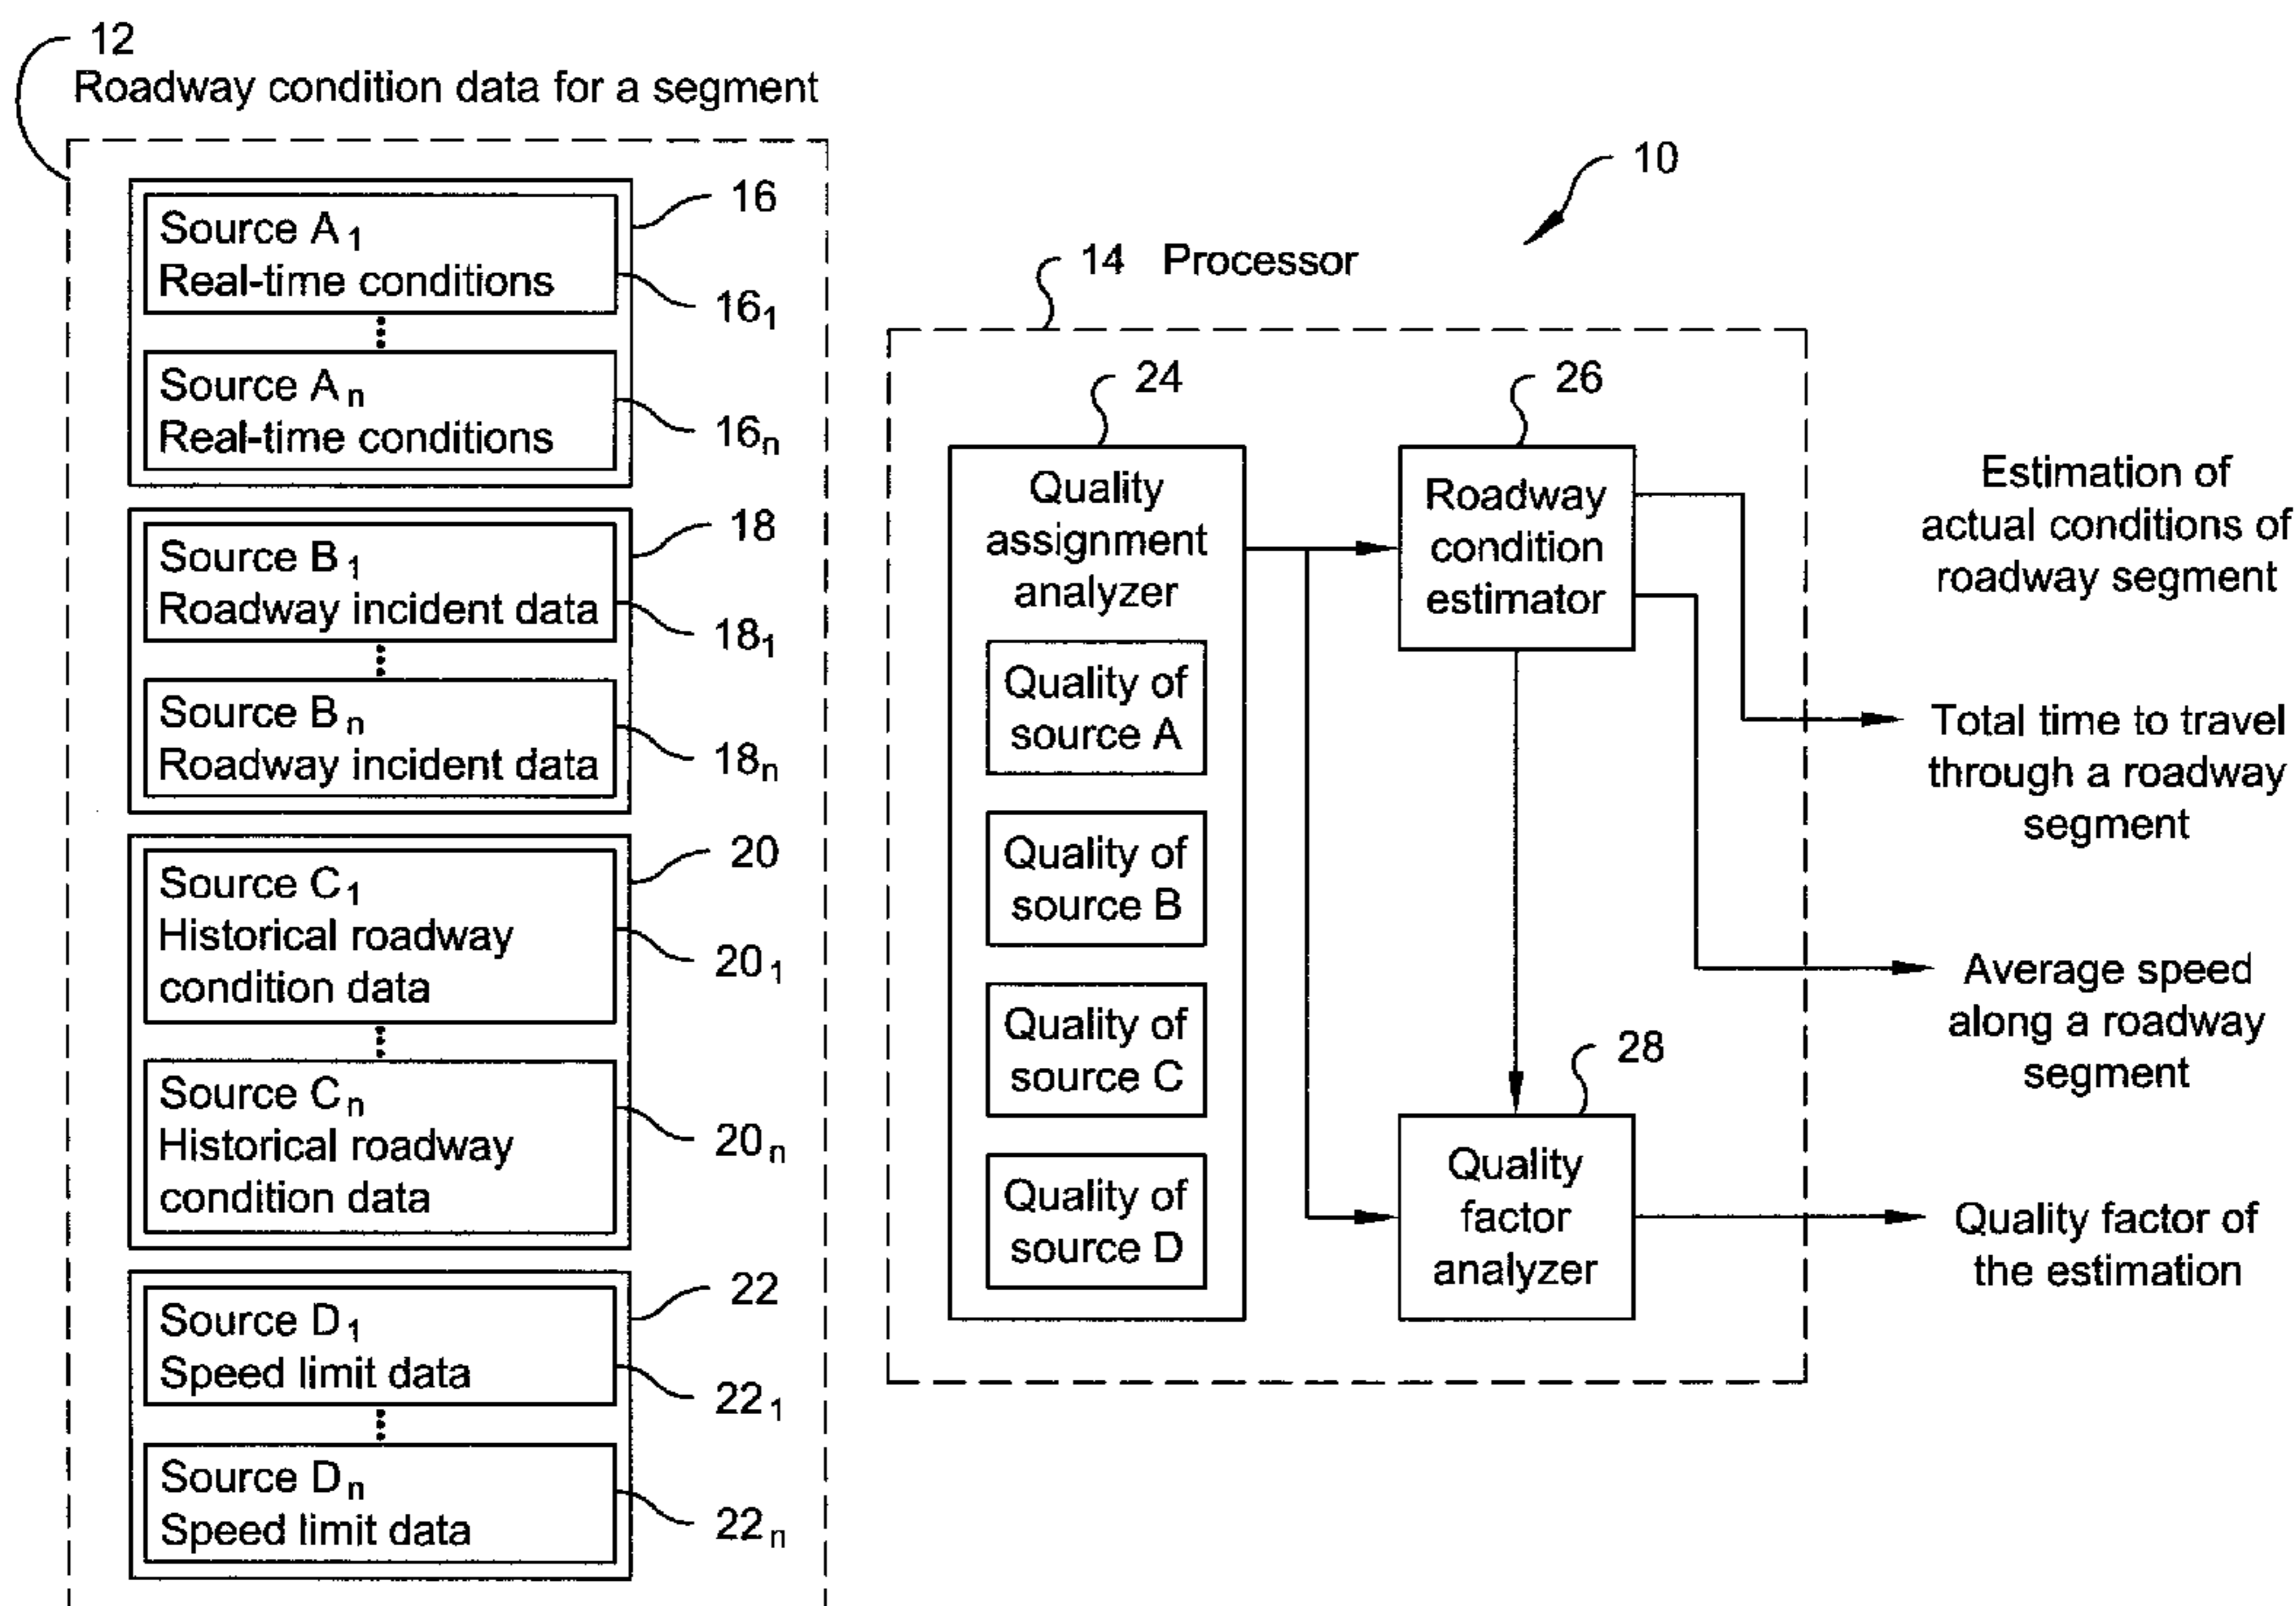 12
Roadway condition data for a segment
Source A1
Real-time conditions
16
161
Source An
Real-time conditions
16n
Source B1
Roadway incident data
18
181
Source Bn
Roadway incident data
18n
Source C1
Historical roadway
condition data
20
201
Source Cn
Historical roadway
condition data
20n
Source D1
Speed limit data
22
221
Source Dn
Speed limit data
22n
10
14 Processor
24
Quality
assignment
analyzer
Quality of
source A
Quality of
source B
Quality of
source C
Quality of
source D
26
Roadway
condition
estimator
28
Quality
factor
analyzer
Estimation of
actual conditions of
roadway segment
Total time to travel
through a roadway
segment
Average speed
along a roadway
segment
Quality factor of
the estimation